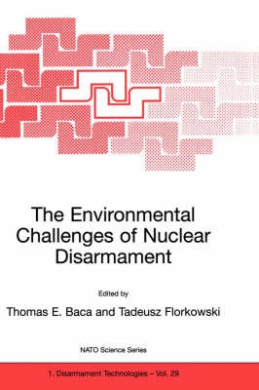 The Environmental
Challenges of Nuclear
Disarmament
Edited by
Thomas E. Baca and Tadeusz Florkowski
NATO Science Series
1. Disarmament Technologies – Vol. 29